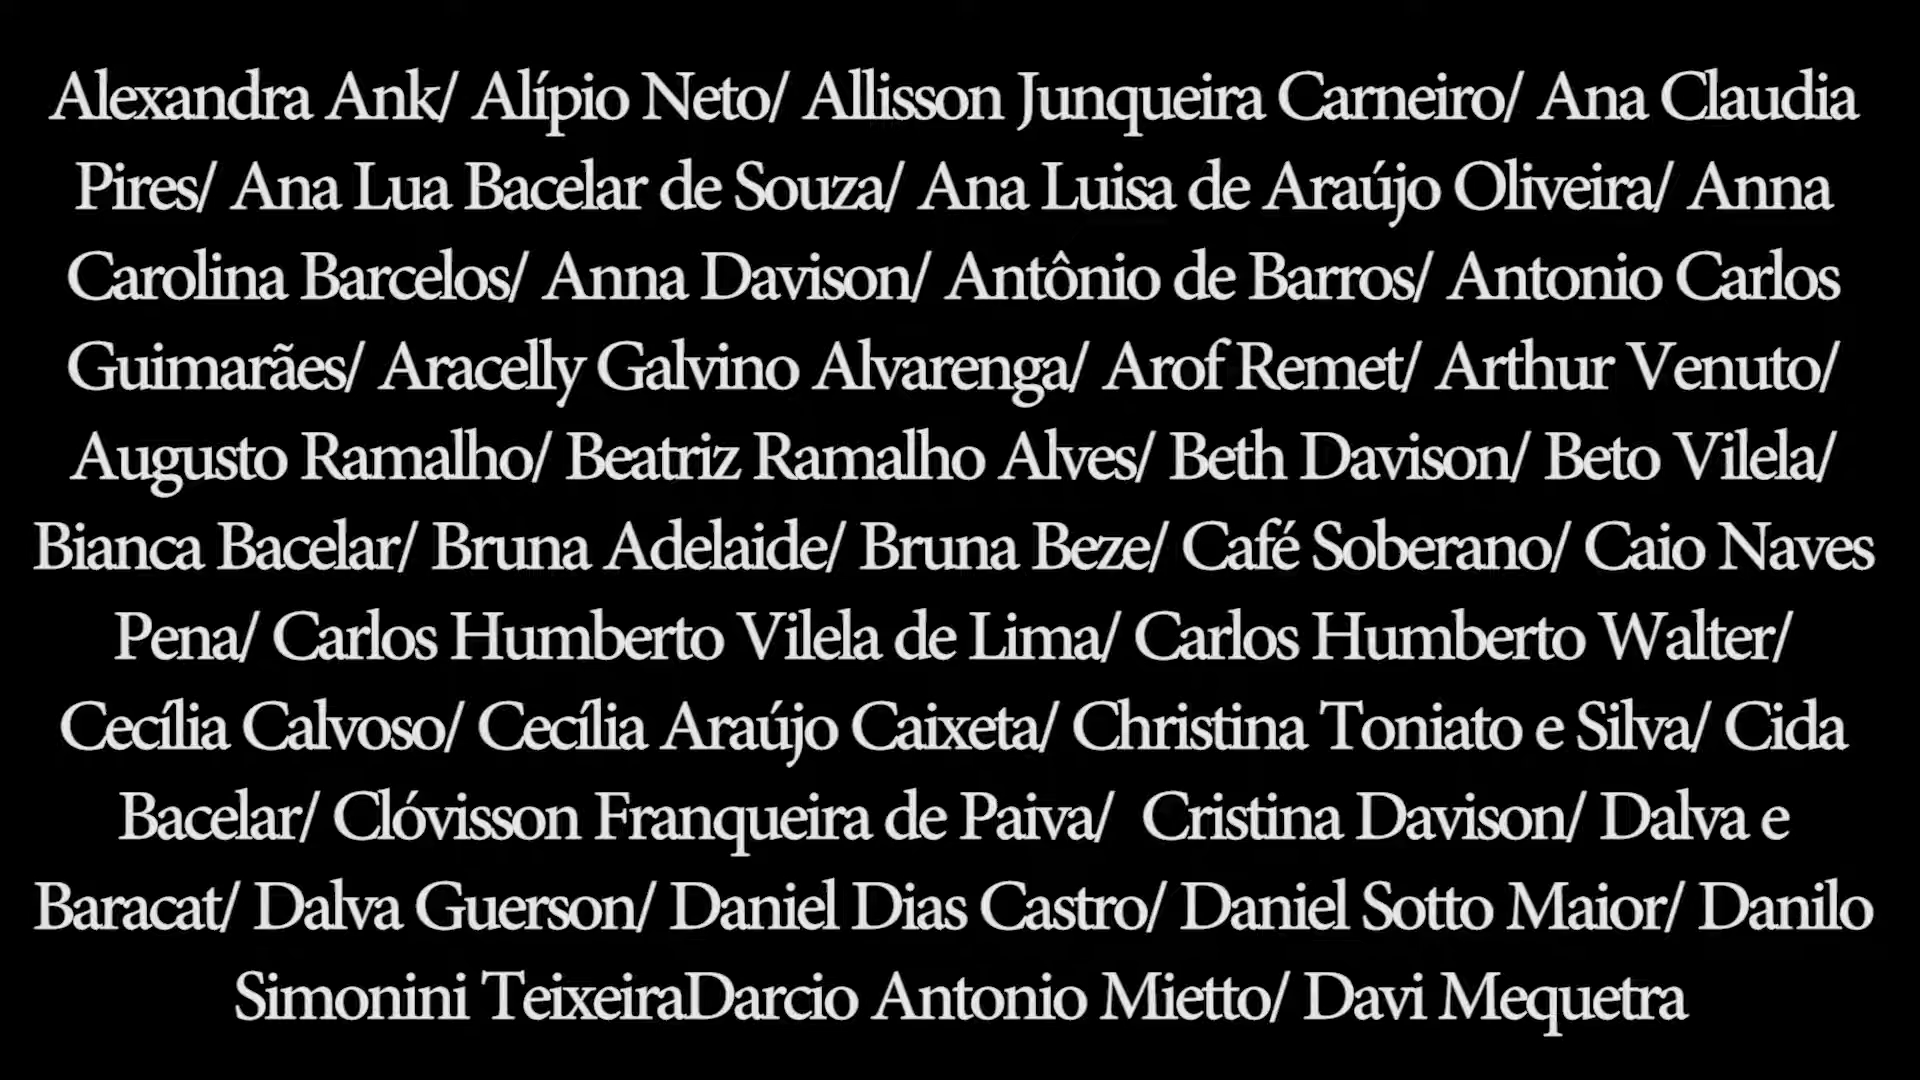 Alexandra Ank/ Alípio Neto/ Allisson Junqueira Carneiro/ Ana Claudia
Pires/ Ana Lua Bacelar de Souza/ Ana Luisa de Araújo Oliveira/ Anna
Carolina Barcelos/ Anna Davison/ Antônio de Barros/ Antonio Carlos
Guimarães/ Aracelly Galvino Alvarenga/ Arof Remet/ Arthur Venuto/
Augusto Ramalho/ Beatriz Ramalho Alves/ Beth Davison/ Beto Vilela/
Bianca Bacelar/ Bruna Adelaide/ Bruna Beze/ Café Soberano/ Caio Naves
Pena/ Carlos Humberto Vilela de Lima/ Carlos Humberto Walter/
Cecília Calvoso/ Cecília Araújo Caixeta/ Christina Toniato e Silva/ Cida
Bacelar/ Clóvisson Franqueira de Paiva/  Cristina Davison/ Dalva e
Baracat/ Dalva Guerson/ Daniel Dias Castro/ Daniel Sotto Maior/ Danilo
Simonini TeixeiraDarcio Antonio Mietto/ Davi Mequetra